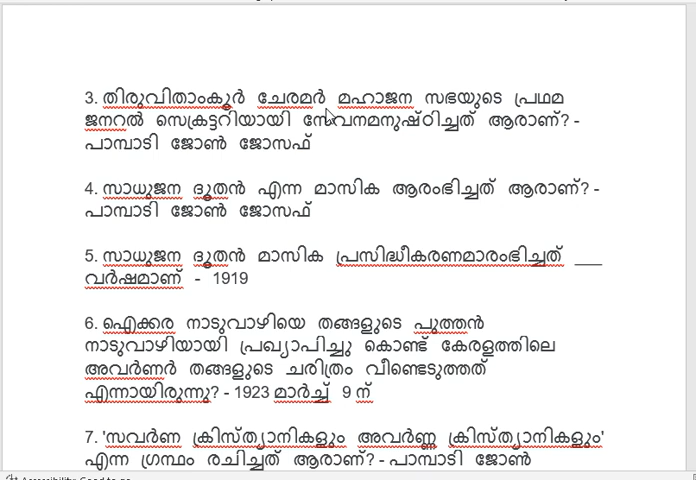 3. തിരുവിതാംകൂർ ചേരമർ മഹാജന സഭയുടെ പ്രഥമ
ജനറൽ സെക്രട്ടറിയായി സേവനമനുഷ്ഠിച്ചത് ആരാണ്? -
പാമ്പാടി ജോൺ ജോസഫ്
4. സാധുജന ദൂതൻ എന്ന മാസിക ആരംഭിച്ചത് ആരാണ്? -
പാമ്പാടി ജോൺ ജോസഫ്
5. സാധുജന ദൂതൻ മാസിക പ്രസിദ്ധീകരണമാരംഭിച്ചത് ___
വർഷമാണ് - 1919
6. ഐക്കര നാടുവാഴിയെ തങ്ങളുടെ പുത്തൻ
നാടുവാഴിയായി പ്രഖ്യാപിച്ചു കൊണ്ട് കേരളത്തിലെ
അവർണർ തങ്ങളുടെ ചരിത്രം വീണ്ടെടുത്തത്
എന്നായിരുന്നു? - 1923 മാർച്ച് 9 ന്
7. 'സവർണ ക്രിസ്ത്യാനികളും അവർണ്ണ ക്രിസ്ത്യാനികളും'
എന്ന ഗ്രന്ഥം രചിച്ചത് ആരാണ്? - പാമ്പാടി ജോൺ